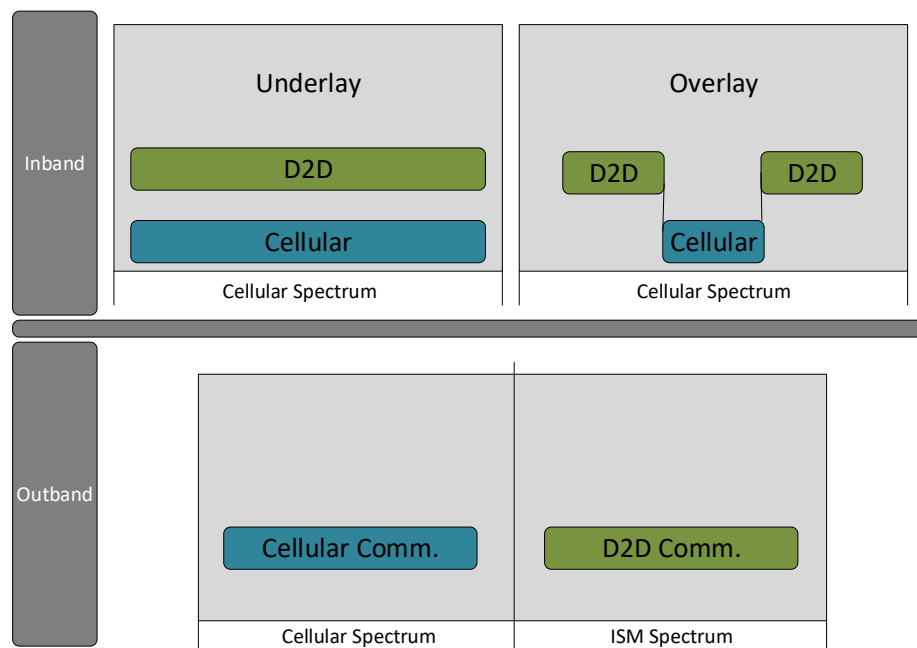 Inband
Underlay
D2D
Cellular
Cellular Spectrum
Overlay
D2D
D2D
Cellular
Cellular Spectrum
Outband
Cellular Comm.
D2D Comm.
Cellular Spectrum
ISM Spectrum